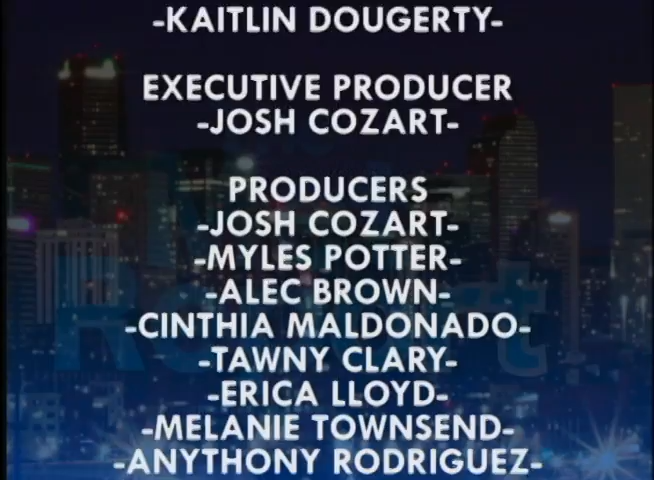 -KAITLIN DOUGERTY-
EXECUTIVE PRODUCER
-JOSH COZART-
PRODUCERS
-JOSH COZART-
-MYLES POTTER-
-ALEC BROWN-
-CINTHIA MALDONADO-
-TAWNY CLARY-
-ERICA LLOYD-
-MELANIE TOWNSEND-
-ANYTHONY RODRIGUEZ-
Report